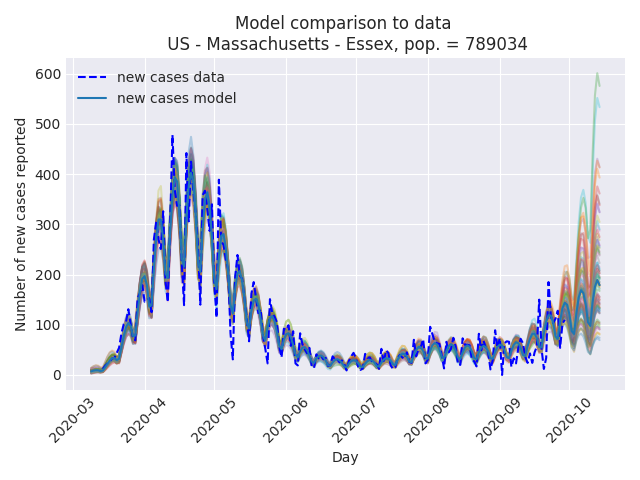 Model comparison to data
US - Massachusetts - Essex, pop. = 789034
new cases data
new cases model
Number of new cases reported
600
500
400
300
200
100
0
2020-03
2020-04
2020-05
2020-06
2020-07
2020-08
2020-09
2020-10
Day